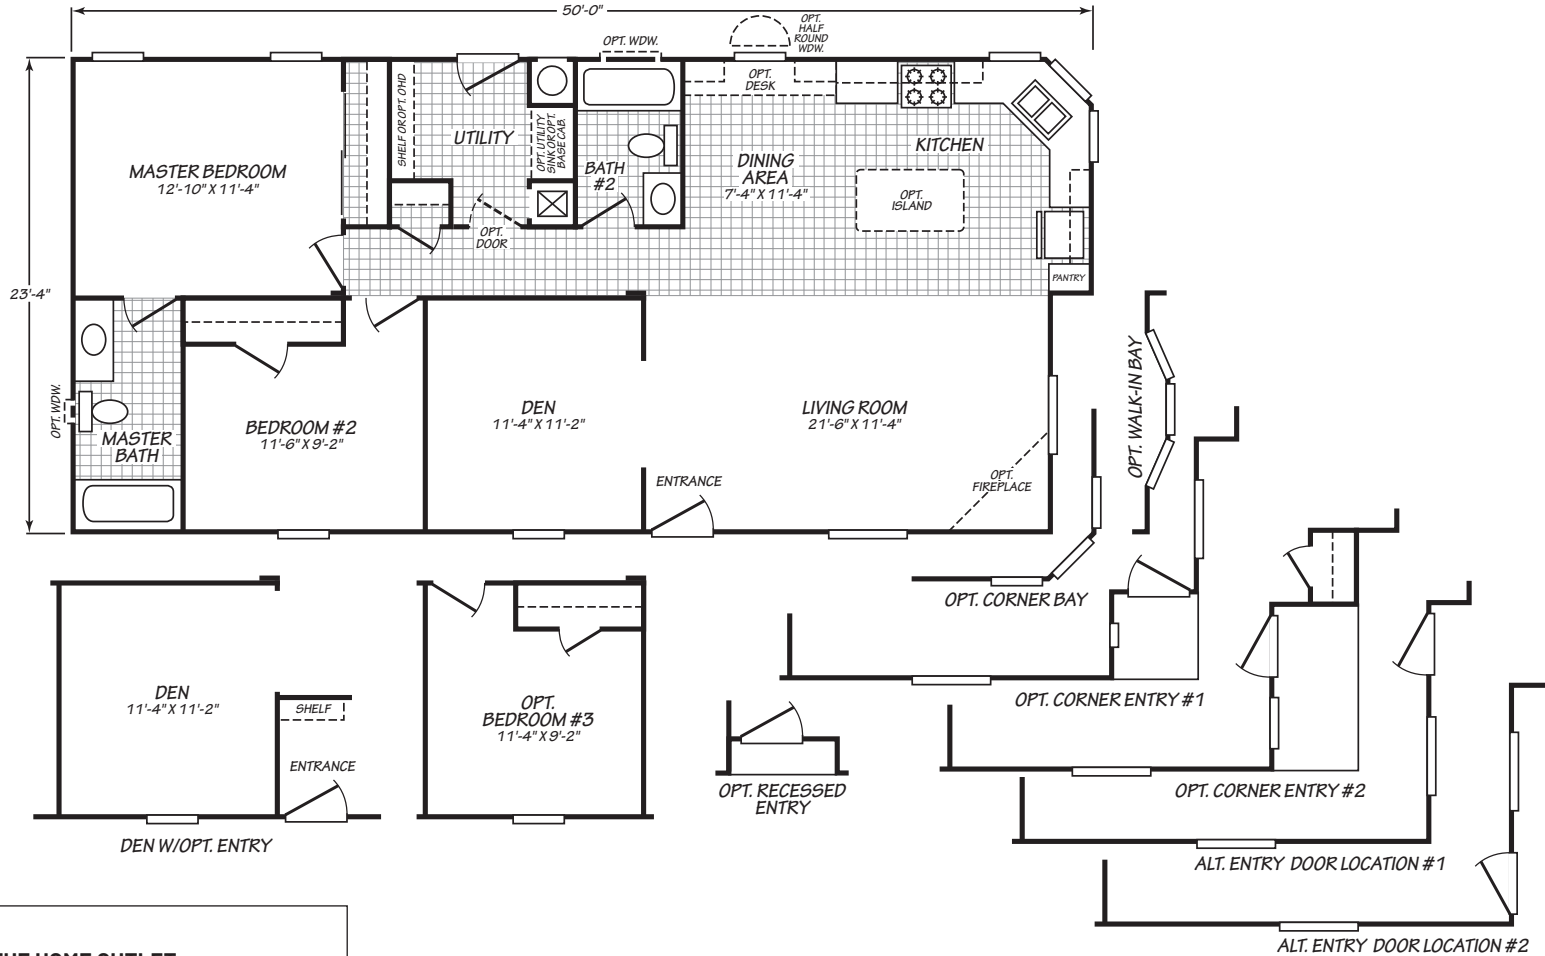 50'-0"
OPT. WDW.
OPT.
HALF
ROUND
WDW.
MASTER BEDROOM
12'-10" X 11'-4"
SHELF OR OPT. OHD
UTILITY
OPT. UTILITY
SINK OR OPT.
BASE CAB.
OPT.
DOOR
BATH
#2
OPT.
DESK
DINING
AREA
7'-4" X 11'-4"
KITCHEN
OPT.
ISLAND
PANTRY
23'-4"
OPT. WDW.
MASTER
BATH
BEDROOM #2
11'-6" X 9'-2"
DEN
11'-4" X 11'-2"
LIVING ROOM
21'-6" X 11'-4"
ENTRANCE
OPT.
FIREPLACE
OPT. WALK-IN BAY
OPT. CORNER BAY
DEN
11'-4" X 11'-2"
SHELF
ENTRANCE
DEN W/OPT. ENTRY
OPT.
BEDROOM #3
11'-4" X 9'-2"
OPT. RECESSED
ENTRY
OPT. CORNER ENTRY #1
OPT. CORNER ENTRY #2
ALT. ENTRY DOOR LOCATION #1
ALT. ENTRY DOOR LOCATION #2